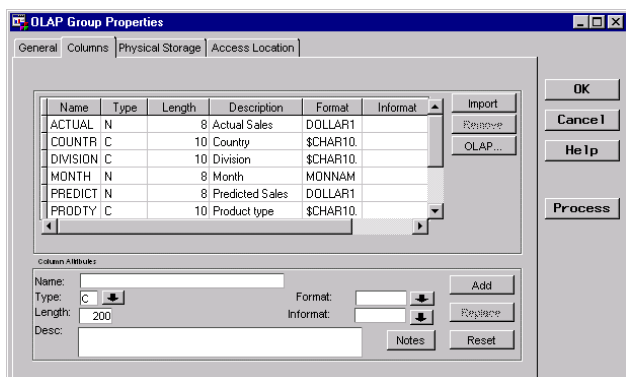 OLAP Group Properties
General Columns Physical Storage Access Location
Name Type Length Description Format Informat
ACTUAL N 8 Actual Sales DOLLAR1
COUNTR C 10 Country $CHAR10.
DIVISION C 10 Division $CHAR10.
MONTH N 8 Month MONNAM
PREDICT N 8 Predicted Sales DOLLAR1
PRODTY C 10 Product type $CHAR10.
Import
Remove
OLAP...
OK
Cancel
Help
Process
Column Attributes
Name:
Type: C
Format:
Length: 200
Informat:
Desc:
Add
Replace
Notes
Reset